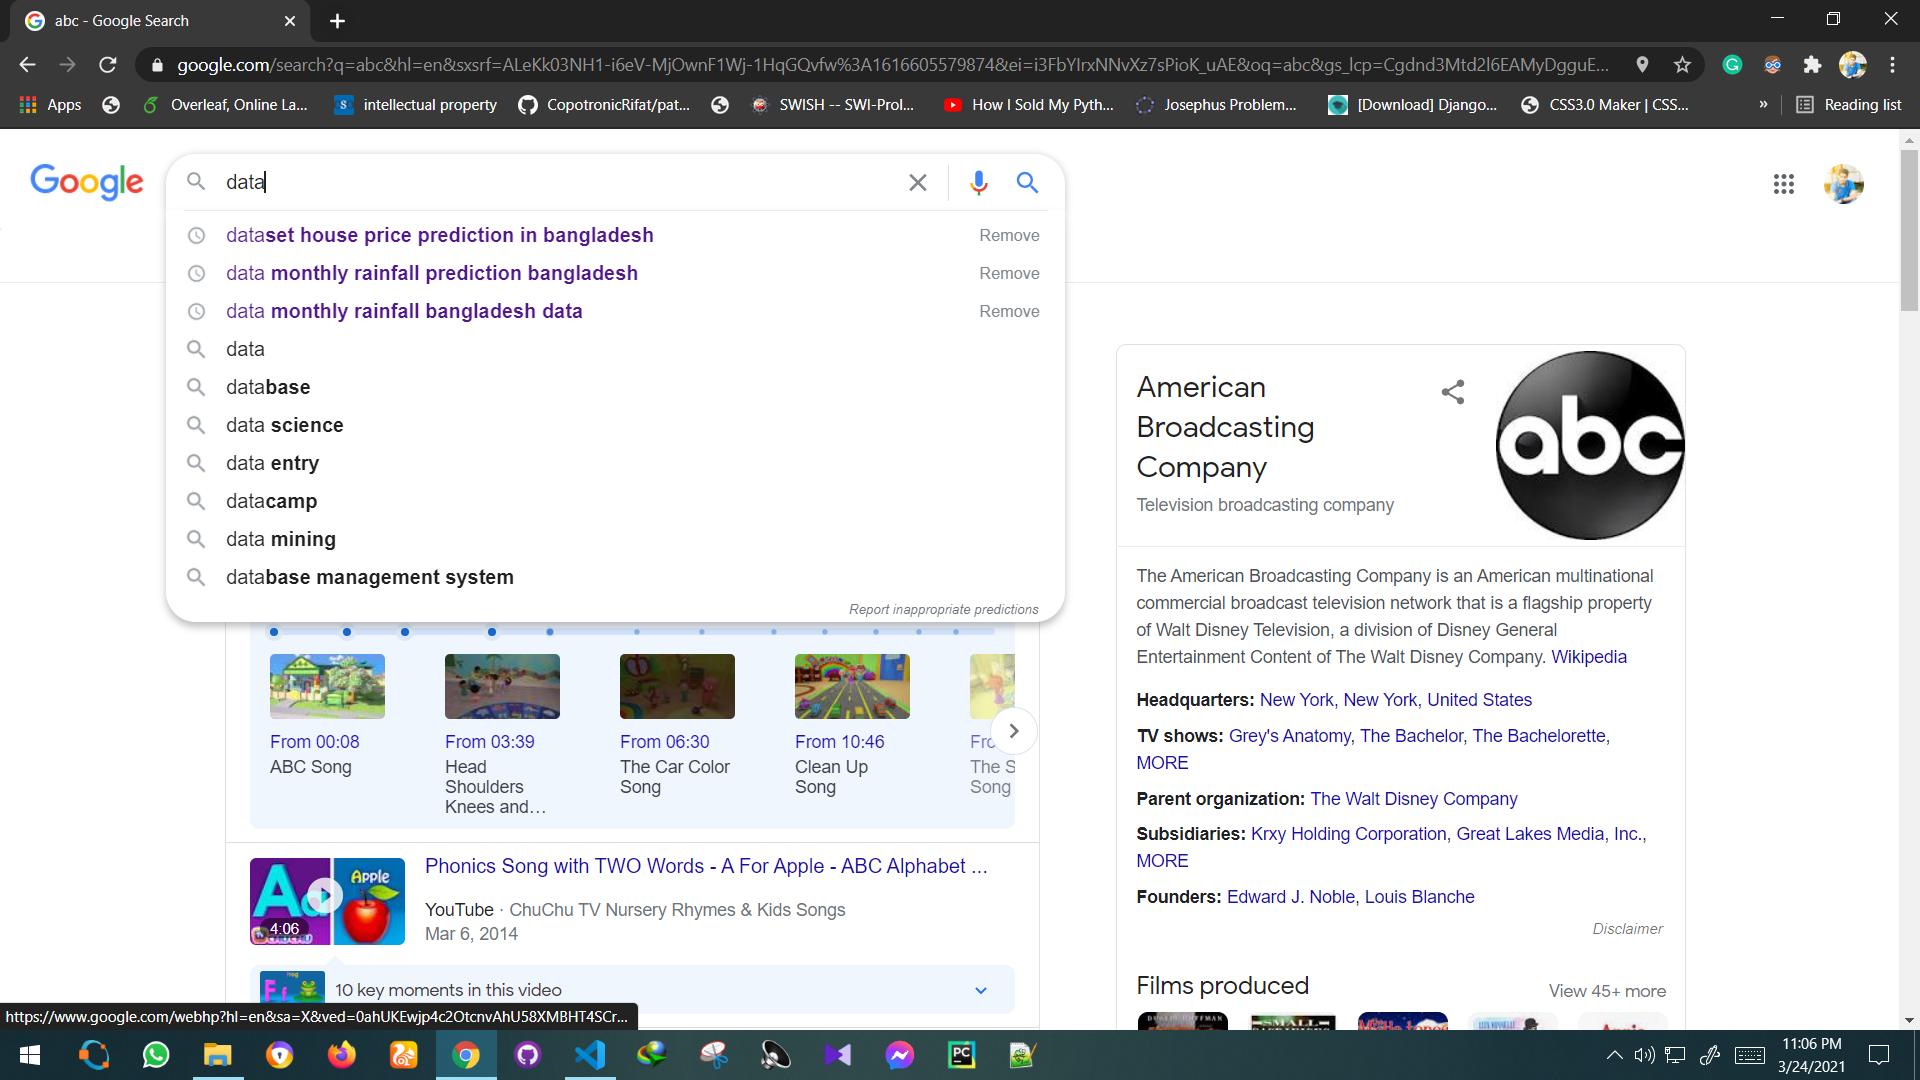 abc - Google Search
google.com/search?q=abc&hl=en&sxsrf=ALeKk03NH1-i6eV-MjOwnF1Wj-1HqGQvfw%3A1616605579874&ei=i3FbYIrxNNvXz7sPioK_uAE&oq=abc&gs_lcp=Cgdnd3Mtd2l6EAMyDgguE...
Apps Overleaf, Online La... intellectual property CopotronicRifat/pat... SWISH -- SWI-Prol... How I Sold My Pyth... Josephus Problem... [Download] Django... CSS3.0 Maker | CSS... » Reading list
Google
data
dataset house price prediction in bangladesh Remove
data monthly rainfall prediction bangladesh Remove
data monthly rainfall bangladesh data Remove
data
database
data science
data entry
datacamp
data mining
database management system
Report inappropriate predictions
From 00:08
ABC Song
From 03:39
Head
Shoulders
Knees and...
From 06:30
The Car Color
Song
From 10:46
Clean Up
Song
Fro
The S
Song
Apple
4:06
Phonics Song with TWO Words - A For Apple - ABC Alphabet ...
YouTube · ChuChu TV Nursery Rhymes & Kids Songs
Mar 6, 2014
F f
10 key moments in this video
American
Broadcasting
Company
Television broadcasting company
abc
The American Broadcasting Company is an American multinational
commercial broadcast television network that is a flagship property
of Walt Disney Television, a division of Disney General
Entertainment Content of The Walt Disney Company. Wikipedia
Headquarters: New York, New York, United States
TV shows: Grey's Anatomy, The Bachelor, The Bachelorette,
MORE
Parent organization: The Walt Disney Company
Subsidiaries: Krxy Holding Corporation, Great Lakes Media, Inc.,
MORE
Founders: Edward J. Noble, Louis Blanche
Disclaimer
Films produced View 45+ more
https://www.google.com/webhp?hl=en&sa=X&ved=0ahUKEwjp4c2OtcnvAhU58XMBHT4SCr...
PC
11:06 PM
3/24/2021